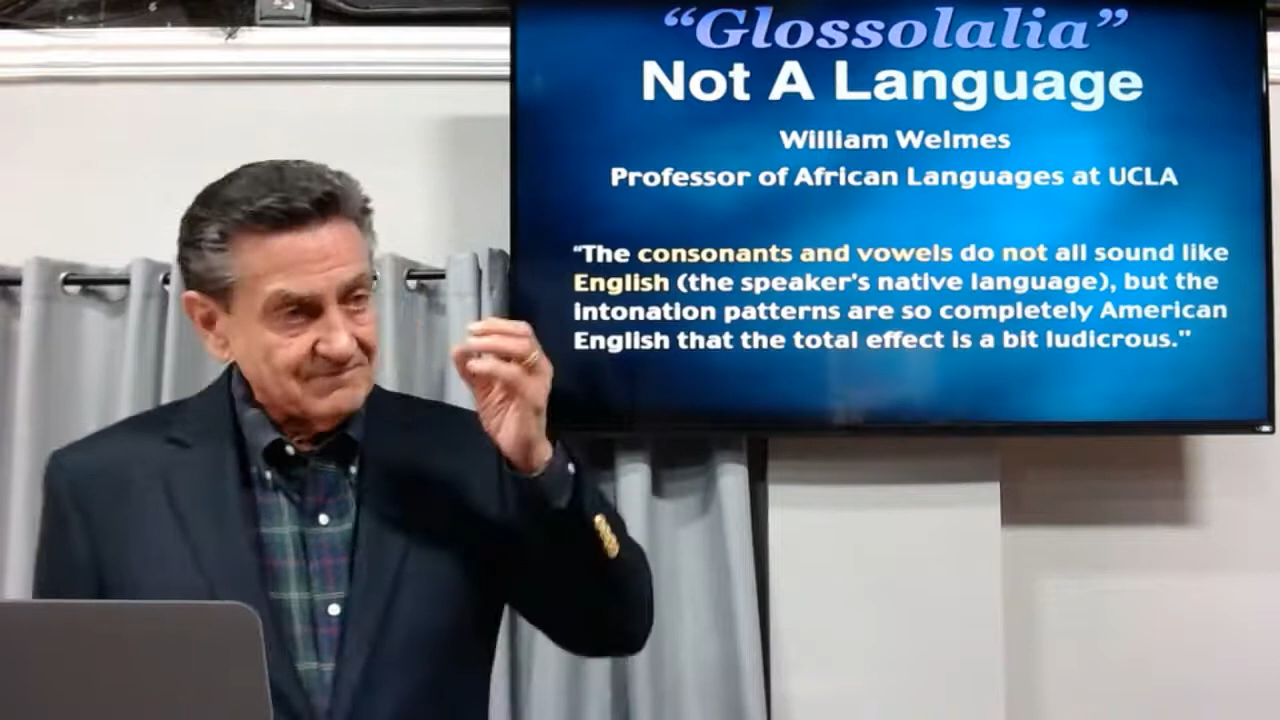 “Glossolalia”
Not A Language
William Welmes
Professor of African Languages at UCLA
"The consonants and vowels do not all sound like
English (the speaker's native language), but the
intonation patterns are so completely American
English that the total effect is a bit ludicrous."